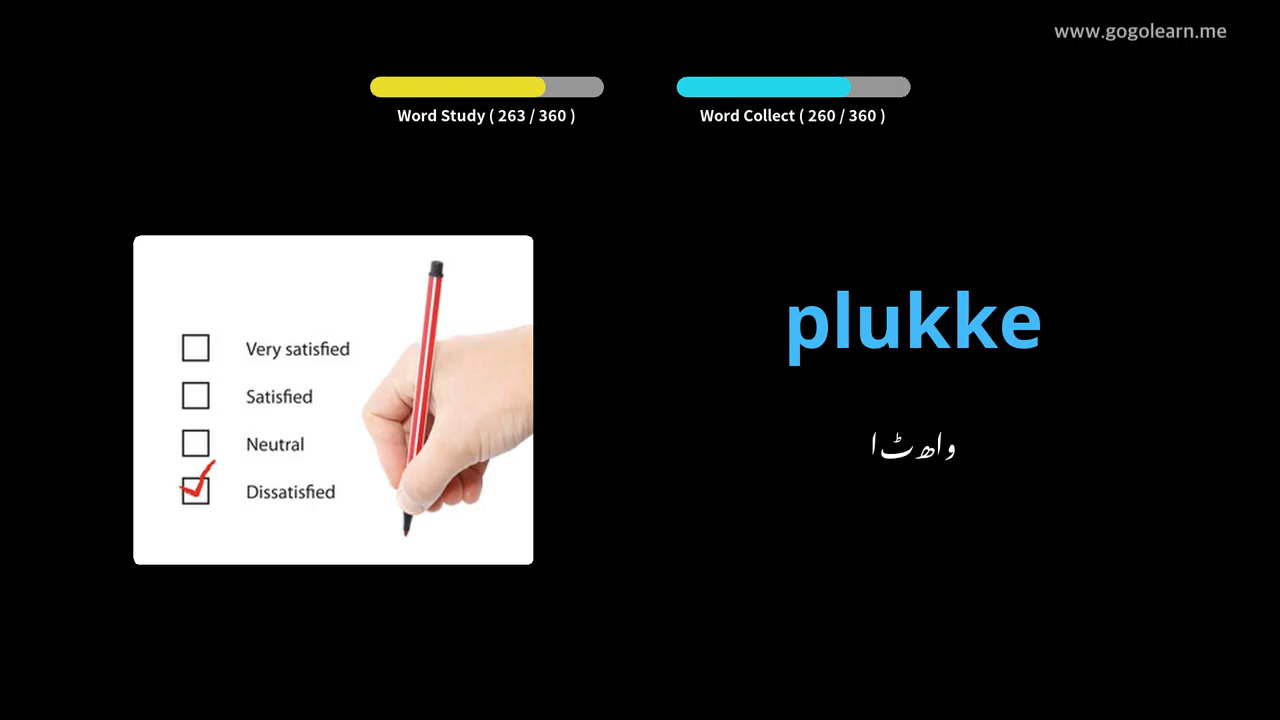 www.gogolearn.me
Word Study ( 263 / 360 )
Word Collect ( 260 / 360 )
Very satisfied
Satisfied
Neutral
Dissatisfied
plukke
واھٹا